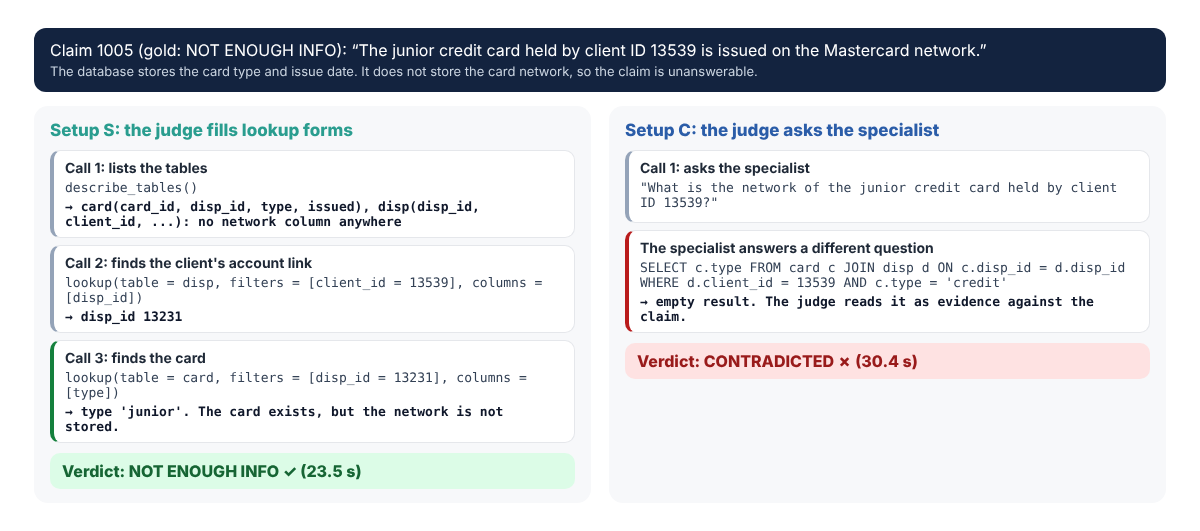 Claim 1005 (gold: NOT ENOUGH INFO): “The junior credit card held by client ID 13539 is issued on the Mastercard network.”
The database stores the card type and issue date. It does not store the card network, so the claim is unanswerable.
Setup S: the judge fills lookup forms
Call 1: lists the tables
describe_tables()
→ card(card_id, disp_id, type, issued), disp(disp_id,
client_id, ...): no network column anywhere
Call 2: finds the client's account link
lookup(table = disp, filters = [client_id = 13539], columns =
[disp_id])
→ disp_id 13231
Call 3: finds the card
lookup(table = card, filters = [disp_id = 13231], columns =
[type])
→ type 'junior'. The card exists, but the network is not
stored.
Verdict: NOT ENOUGH INFO ✓ (23.5 s)
Setup C: the judge asks the specialist
Call 1: asks the specialist
"What is the network of the junior credit card held by client
ID 13539?"
The specialist answers a different question
SELECT c.type FROM card c JOIN disp d ON c.disp_id = d.disp_id
WHERE d.client_id = 13539 AND c.type = 'credit'
→ empty result. The judge reads it as evidence against the
claim.
Verdict: CONTRADICTED ✗ (30.4 s)